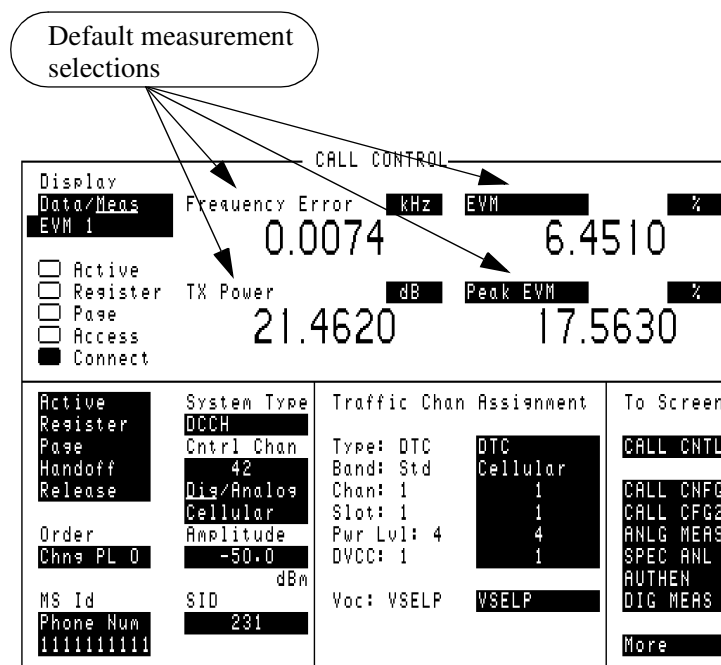 Default measurement
selections
CALL CONTROL
Display
Data/Meas
EVM 1
Active
Register
Page
Access
Connect
Frequency Error kHz
0.0074
EVM %
6.4510
TX Power dB
21.4620
Peak EVM %
17.5630
Active
Register
Page
Handoff
Release
Order
Chng PL 0
MS Id
Phone Num
1111111111
System Type
DCCH
Cntrl Chan
42
Dig/Analog
Cellular
Amplitude
-50.0
dBm
SID
231
Traffic Chan Assignment
Type: DTC DTC
Band: Std Cellular
Chan: 1 1
Slot: 1 1
Pwr Lvl: 4 4
DVCC: 1 1
Voc: VSELP VSELP
To Screen
CALL CNTL
CALL CNFG
CALL CFG2
ANLG MEAS
SPEC ANL
AUTHEN
DIG MEAS
More